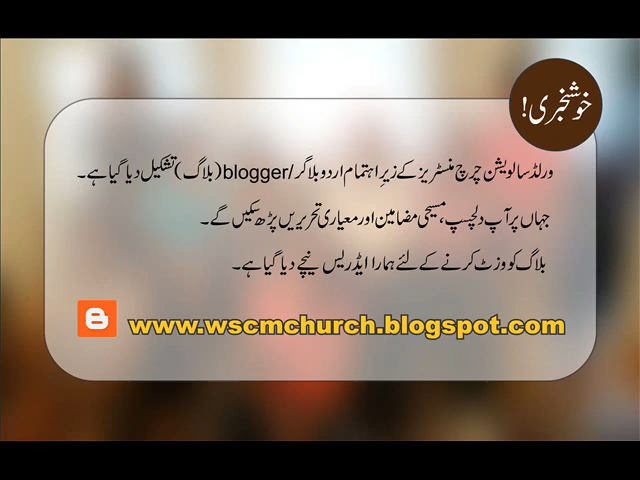 خوشخبری!
ورلڈ سالویشن چرچ منسٹریز کے زیرِ اہتمام اردو بلاگر/blogger (بلاگ) تشکیل دیا گیا ہے۔
جہاں پر آپ دلچسپ، مسیحی مضامین اور معیاری تحریریں پڑھ سکیں گے۔
بلاگ کو وزٹ کرنے کے لئے ہمارا ایڈریس نیچے دیا گیا ہے۔
www.wscmchurch.blogspot.com